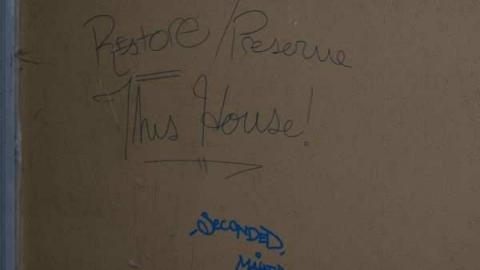 Restore/Preserve
This House!
-Seconded,